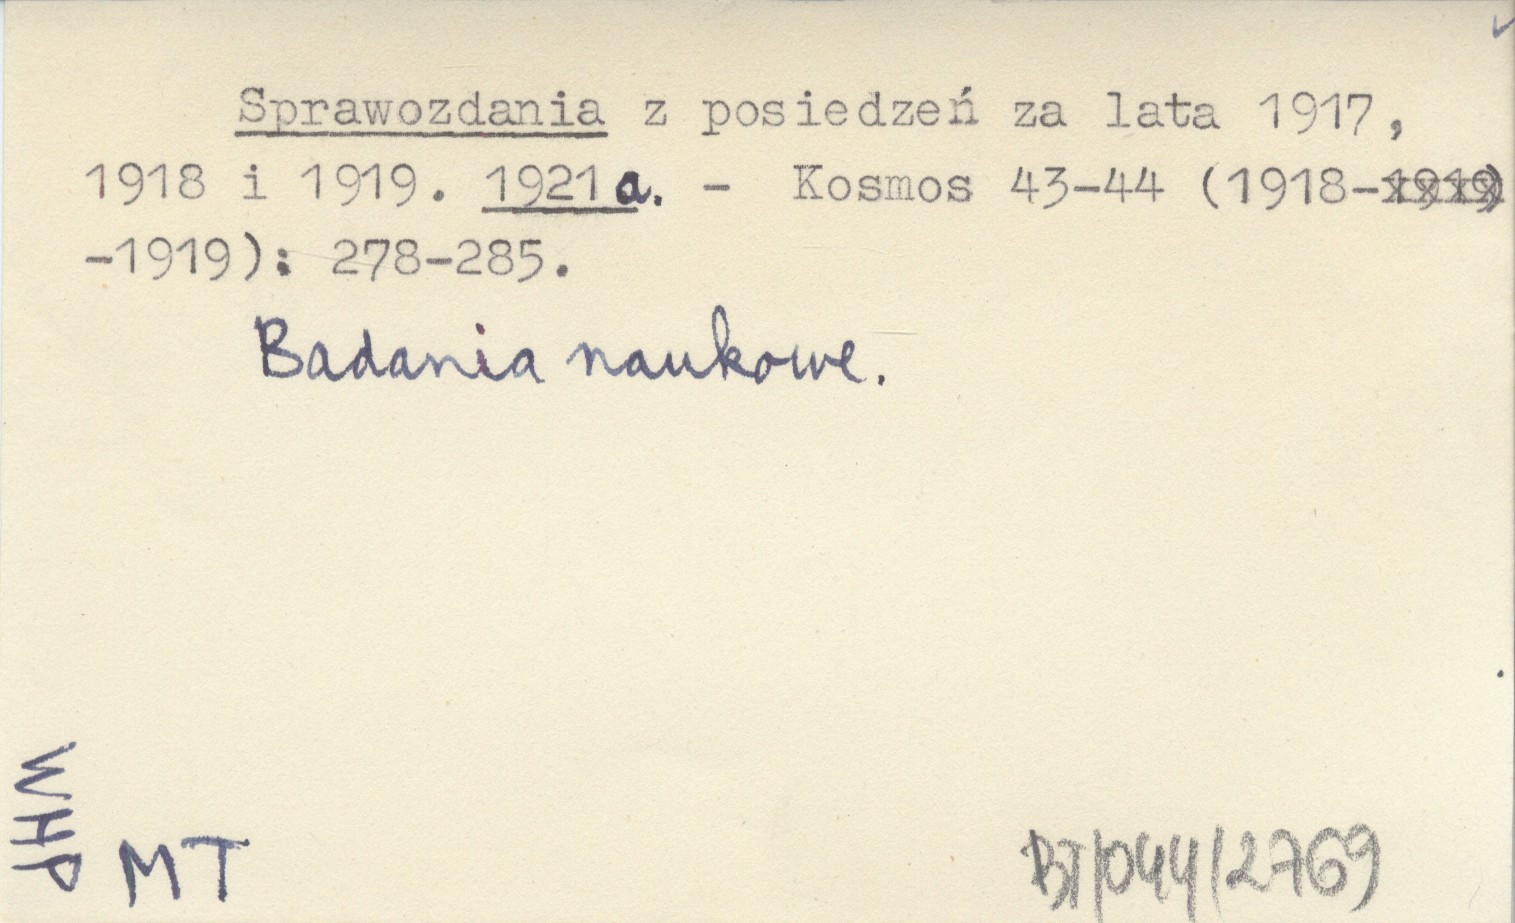 Sprawozdania z posiedzeń za lata 1917,
1918 i 1919. 1921a. - Kosmos 43-44 (1918-1919)
-1919): 278-285.
Badania naukowe.
WHP
MT
BJ/044/2769